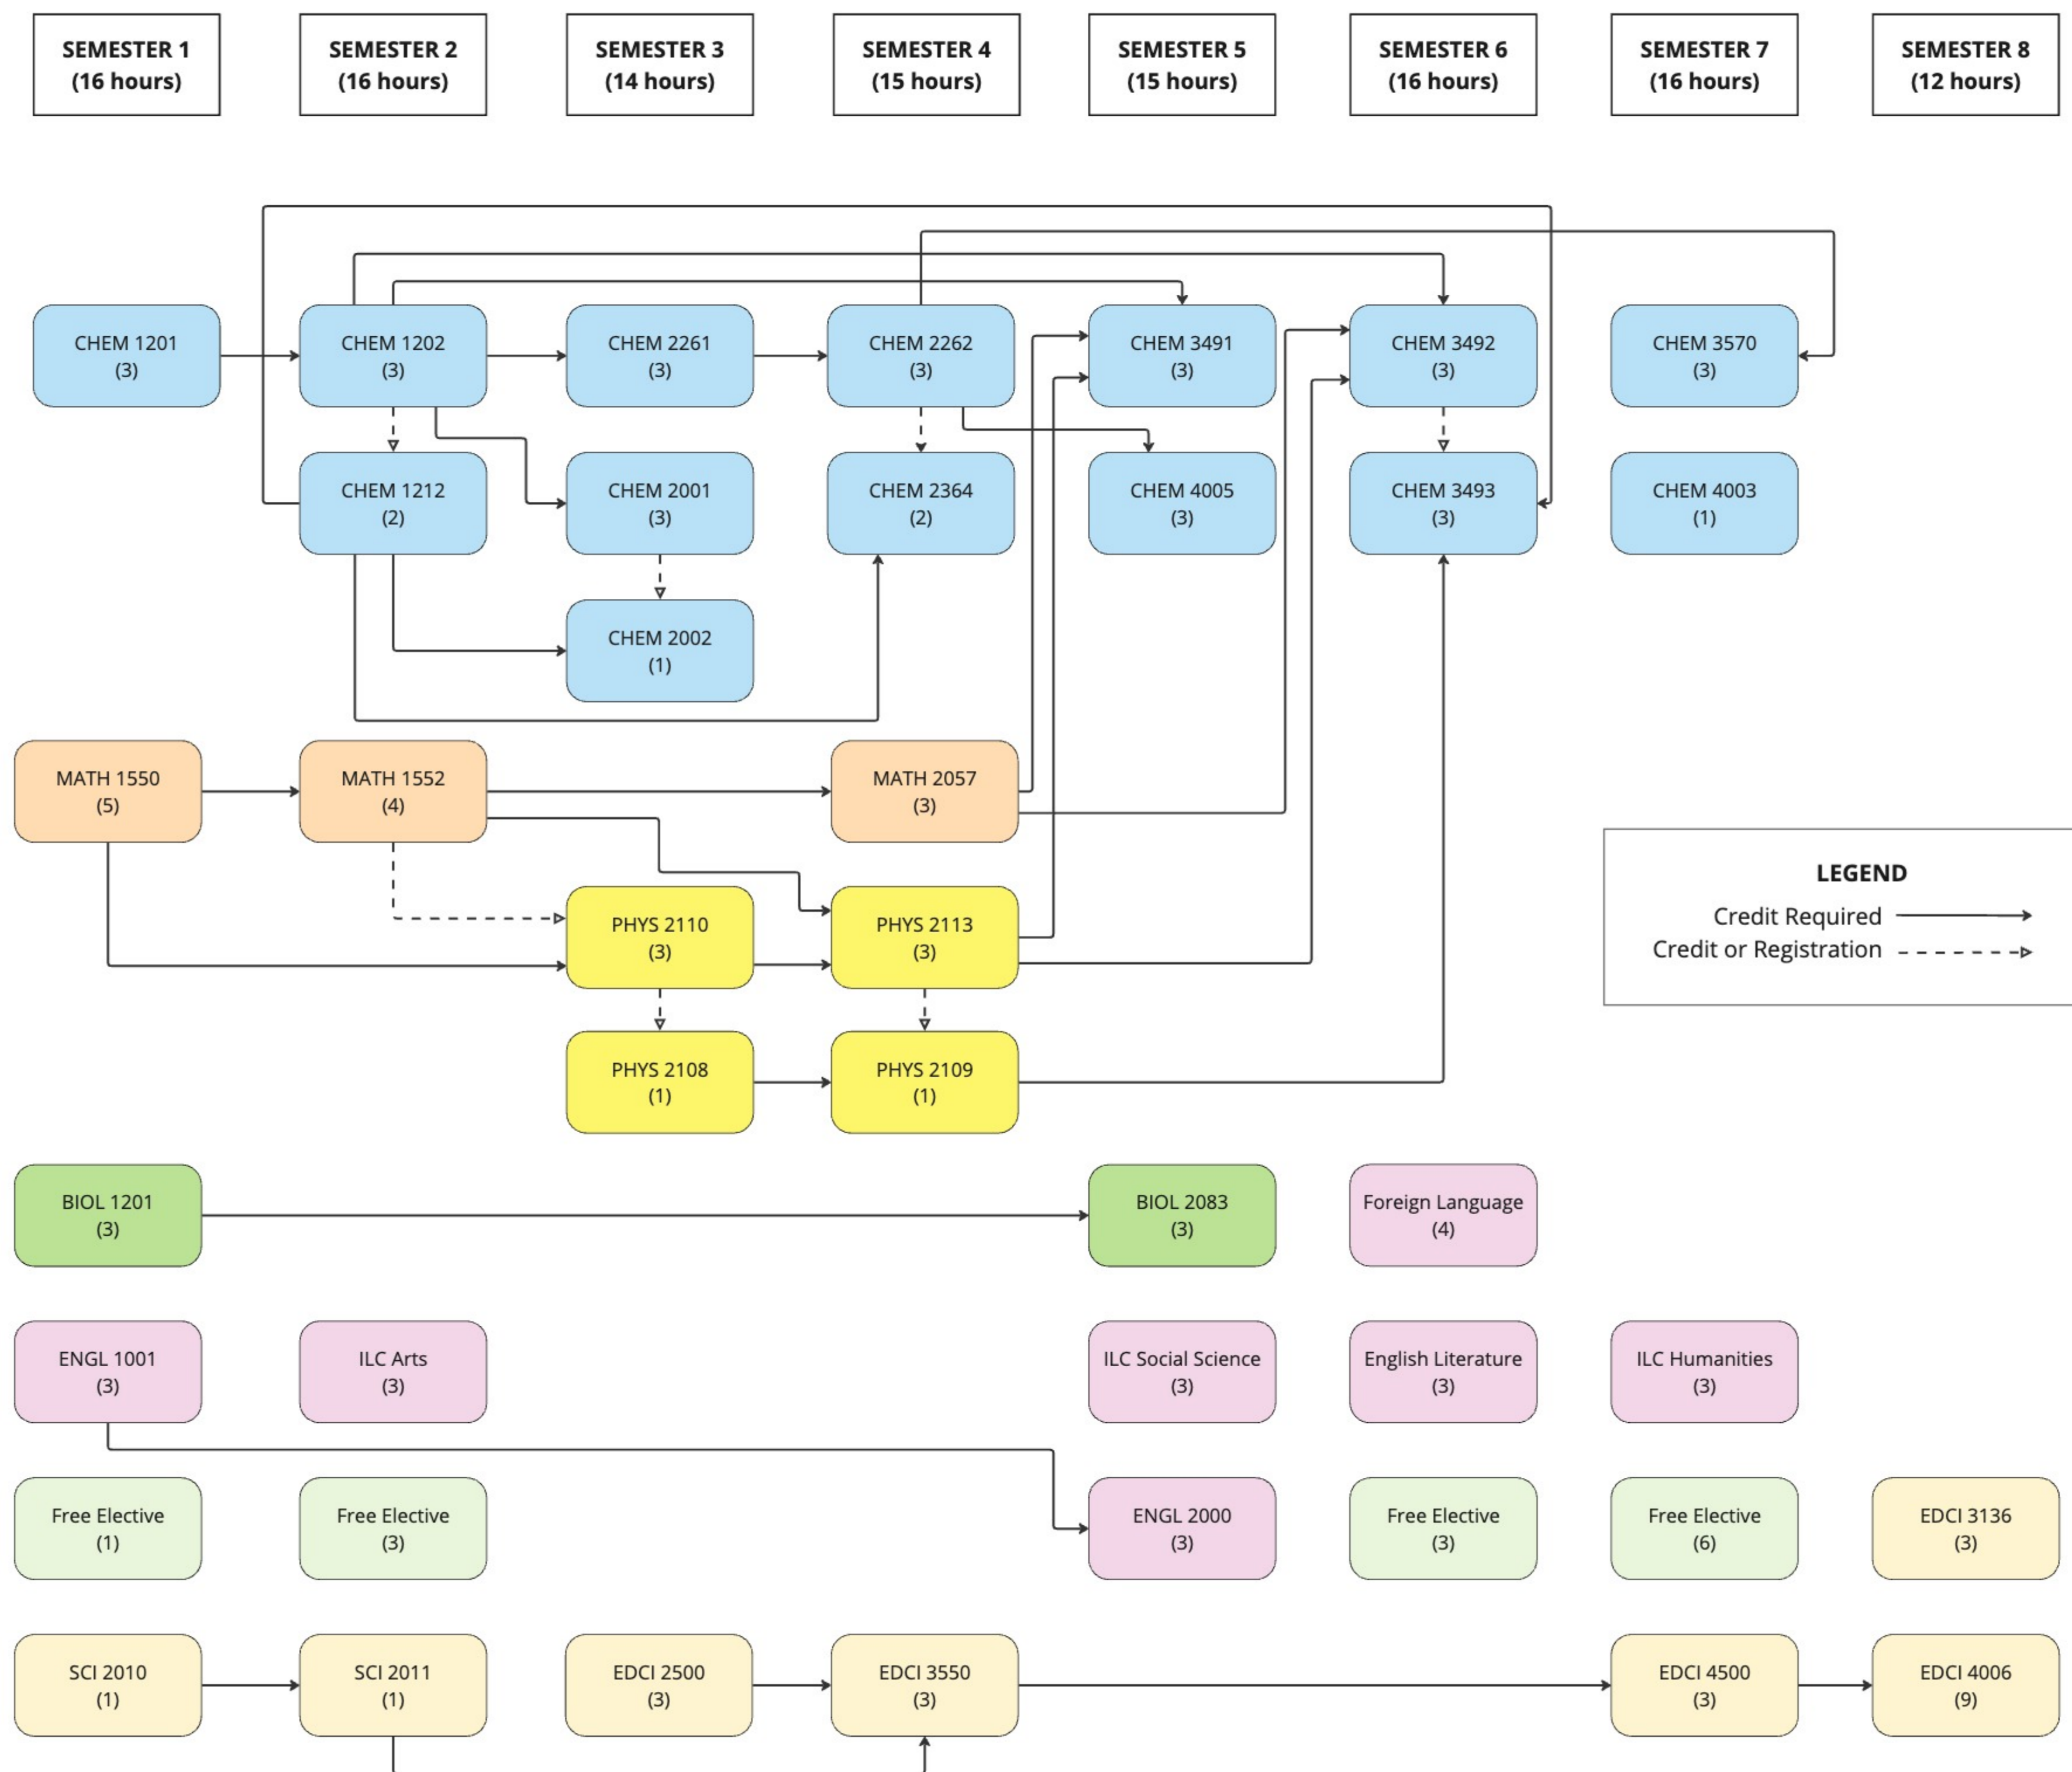 SEMESTER 1
(16 hours)
SEMESTER 2
(16 hours)
SEMESTER 3
(14 hours)
SEMESTER 4
(15 hours)
SEMESTER 5
(15 hours)
SEMESTER 6
(16 hours)
SEMESTER 7
(16 hours)
SEMESTER 8
(12 hours)
CHEM 1201
(3)
CHEM 1202
(3)
CHEM 2261
(3)
CHEM 2262
(3)
CHEM 3491
(3)
CHEM 3492
(3)
CHEM 3570
(3)
CHEM 1212
(2)
CHEM 2001
(3)
CHEM 2364
(2)
CHEM 4005
(3)
CHEM 3493
(3)
CHEM 4003
(1)
CHEM 2002
(1)
MATH 1550
(5)
MATH 1552
(4)
MATH 2057
(3)
LEGEND
Credit Required
Credit or Registration
PHYS 2110
(3)
PHYS 2113
(3)
PHYS 2108
(1)
PHYS 2109
(1)
BIOL 1201
(3)
BIOL 2083
(3)
Foreign Language
(4)
ENGL 1001
(3)
ILC Arts
(3)
ILC Social Science
(3)
English Literature
(3)
ILC Humanities
(3)
Free Elective
(1)
Free Elective
(3)
ENGL 2000
(3)
Free Elective
(3)
Free Elective
(6)
EDCI 3136
(3)
SCI 2010
(1)
SCI 2011
(1)
EDCI 2500
(3)
EDCI 3550
(3)
EDCI 4500
(3)
EDCI 4006
(9)